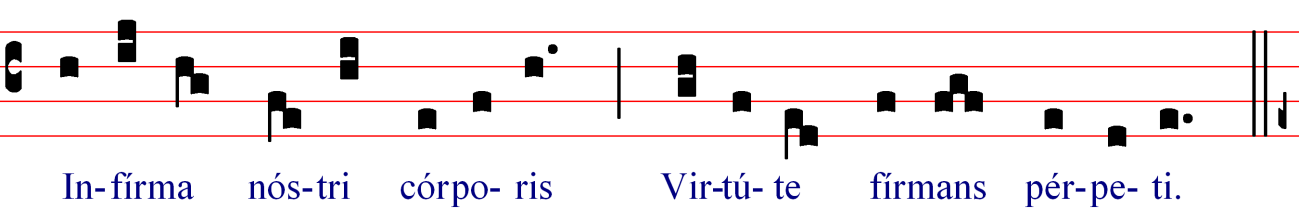 In-fírma nós-tri córpo- ris Vir-tú- te fírmans pér-pe- ti.